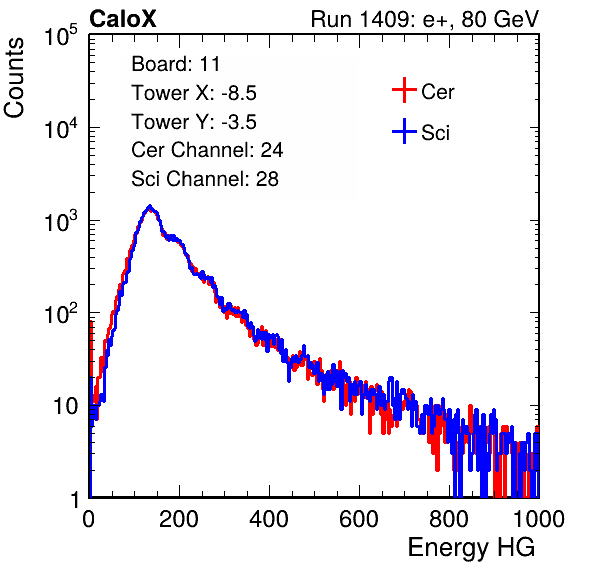 CaloX Run 1409: e+, 80 GeV
Counts
10^5
10^4
10^3
10^2
10
1
Board: 11
Tower X: -8.5
Tower Y: -3.5
Cer Channel: 24
Sci Channel: 28
Cer
Sci
0 200 400 600 800 1000
Energy HG